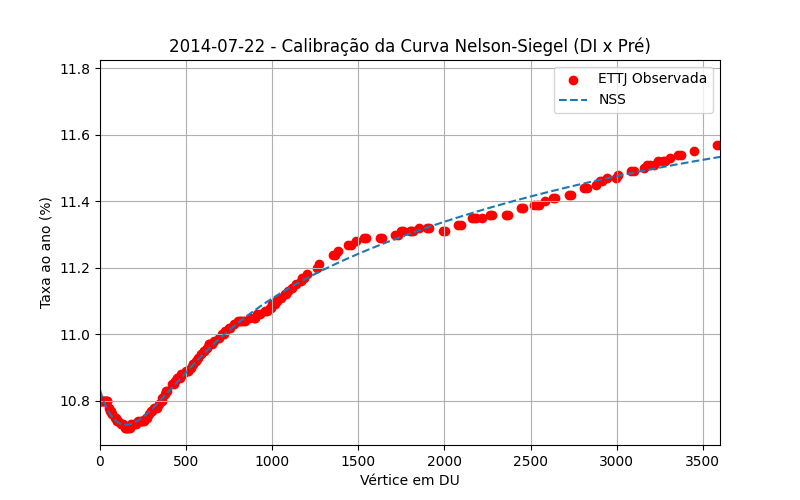 2014-07-22 - Calibração da Curva Nelson-Siegel (DI x Pré)
ETTJ Observada
NSS
Taxa ao ano (%)
11.8
11.6
11.4
11.2
11.0
10.8
0 500 1000 1500 2000 2500 3000 3500
Vértice em DU